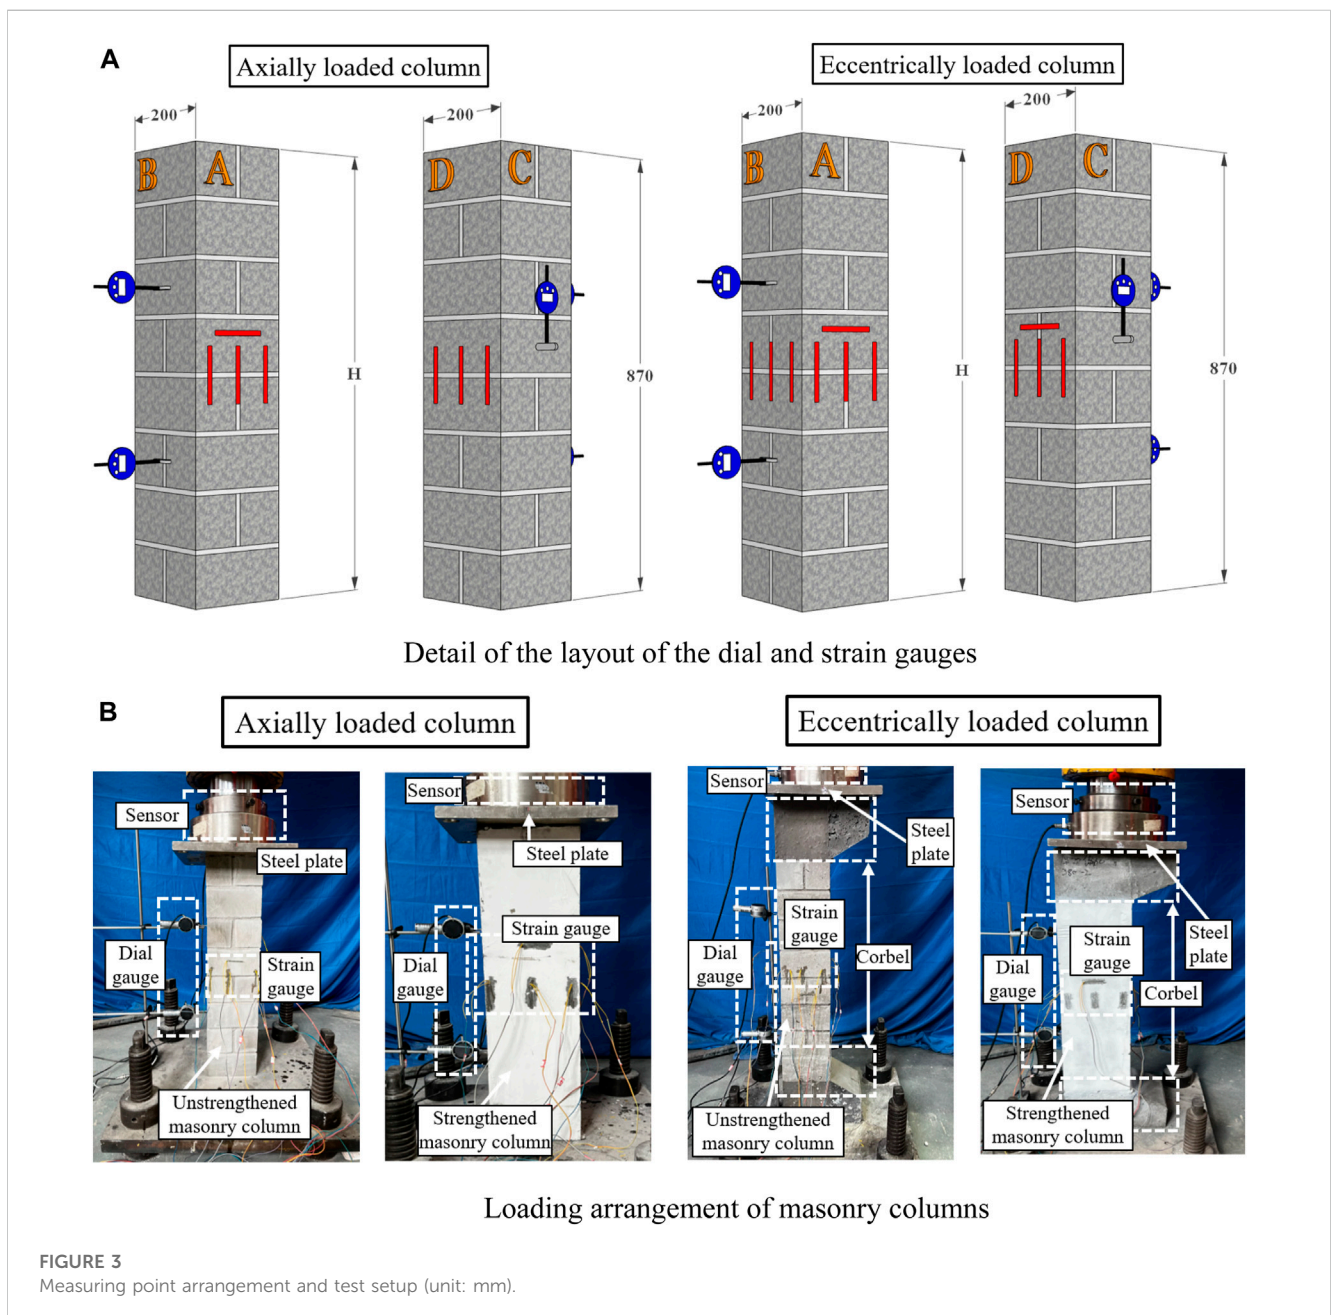 A
Axially loaded column
Eccentrically loaded column
200
200
200
200
B
A
D
C
B
A
D
C
H
870
H
870
Detail of the layout of the dial and strain gauges
B
Axially loaded column
Eccentrically loaded column
Sensor
Steel plate
Dial
gauge
Strain
gauge
Unstrengthened
masonry column
Sensor
Steel plate
Strain gauge
Dial
gauge
Strengthened
masonry column
Sensor
Steel
plate
Strain
gauge
Dial
gauge
Corbel
Unstrengthened
masonry column
Sensor
Steel
plate
Strain
gauge
Dial
gauge
Corbel
Strengthened
masonry column
Loading arrangement of masonry columns
FIGURE 3
Measuring point arrangement and test setup (unit: mm).